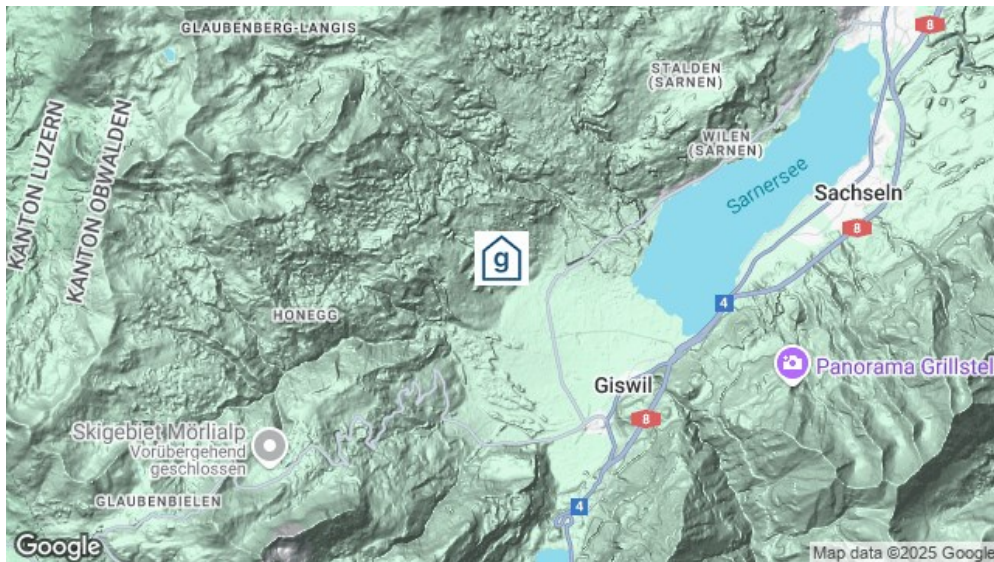 GLAUBENBERG-LANGIS
8
STALDEN
(SARNEN)
KANTON LUZERN
KANTON OBWALDEN
WILEN
(SARNEN)
Sarnersee
Sachseln
8
g
4
HONEGG
Panorama Grillstel
Giswil
8
Skigebiet Mörlialp
Vorübergehend
geschlossen
GLAUBENBIELEN
4
Google
Map data ©2025 Google